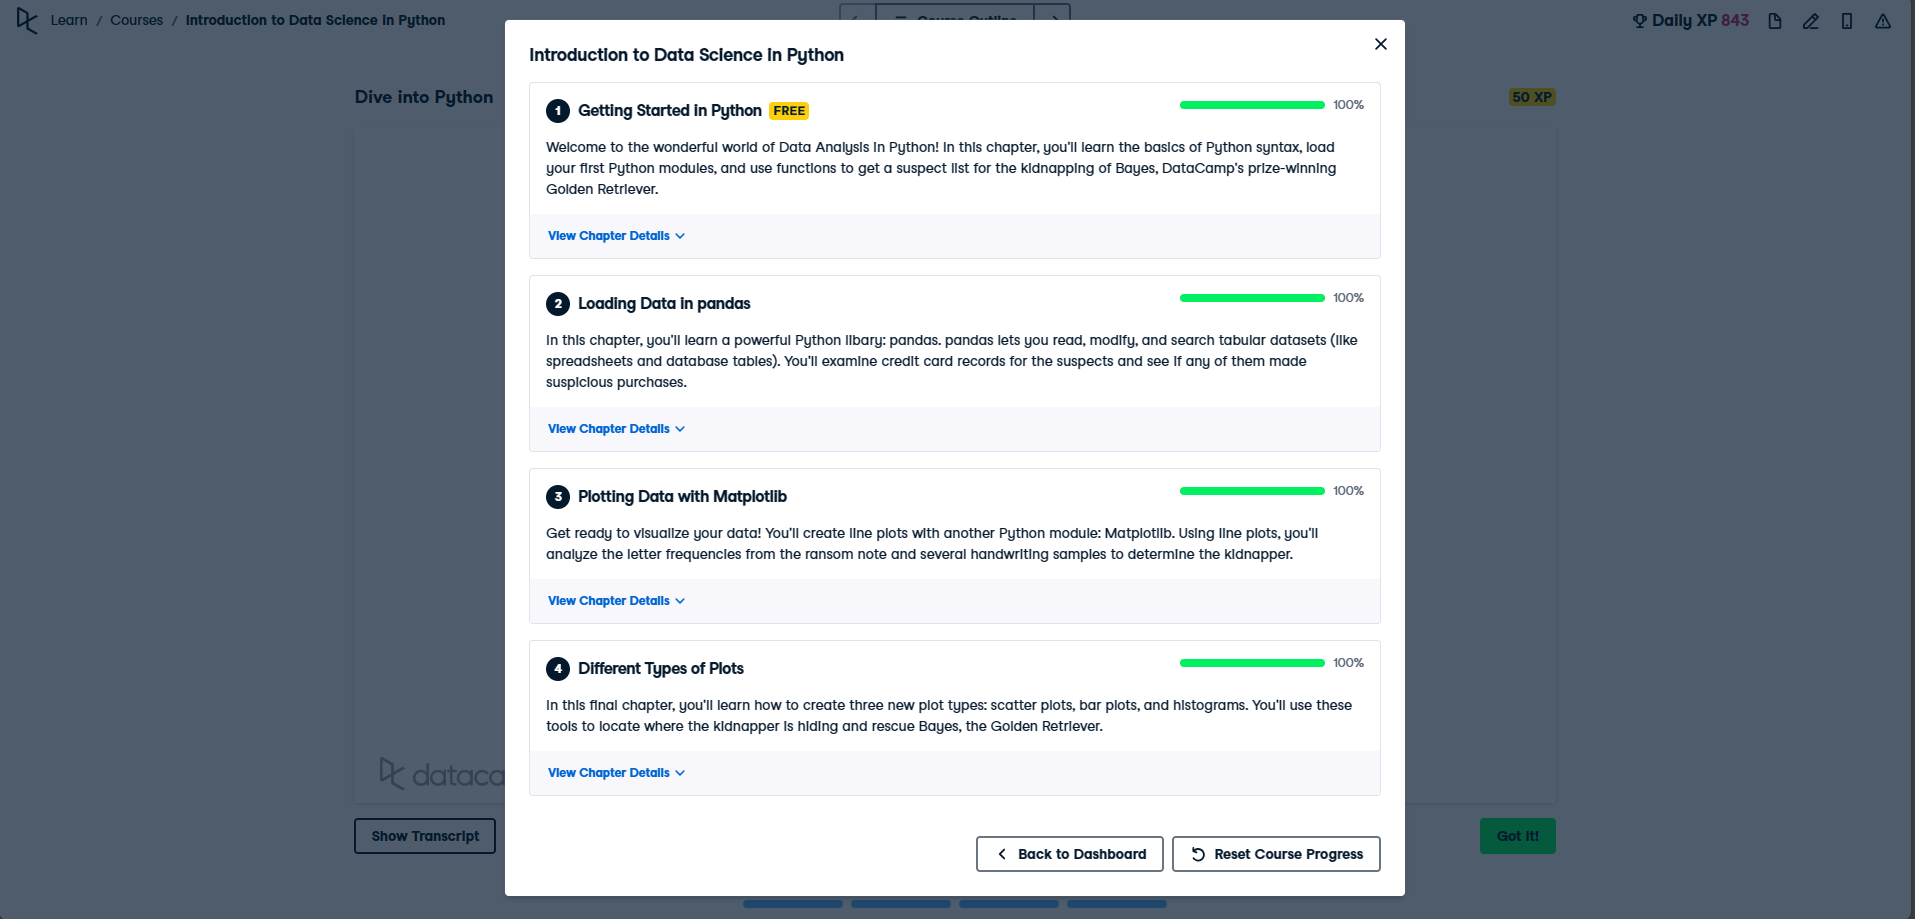 Learn / Courses / Introduction to Data Science in Python
Course Outline
Daily XP 843
Dive into Python
50 XP
Introduction to Data Science in Python
1 Getting Started in Python FREE
100%
Welcome to the wonderful world of Data Analysis in Python! In this chapter, you'll learn the basics of Python syntax, load
your first Python modules, and use functions to get a suspect list for the kidnapping of Bayes, DataCamp's prize-winning
Golden Retriever.
View Chapter Details
2 Loading Data in pandas
100%
In this chapter, you'll learn a powerful Python libary: pandas. pandas lets you read, modify, and search tabular datasets (like
spreadsheets and database tables). You'll examine credit card records for the suspects and see if any of them made
suspicious purchases.
View Chapter Details
3 Plotting Data with Matplotlib
100%
Get ready to visualize your data! You'll create line plots with another Python module: Matplotlib. Using line plots, you'll
analyze the letter frequencies from the ransom note and several handwriting samples to determine the kidnapper.
View Chapter Details
4 Different Types of Plots
100%
In this final chapter, you'll learn how to create three new plot types: scatter plots, bar plots, and histograms. You'll use these
tools to locate where the kidnapper is hiding and rescue Bayes, the Golden Retriever.
View Chapter Details
dataca
Show Transcript
Got It!
Back to Dashboard
Reset Course Progress